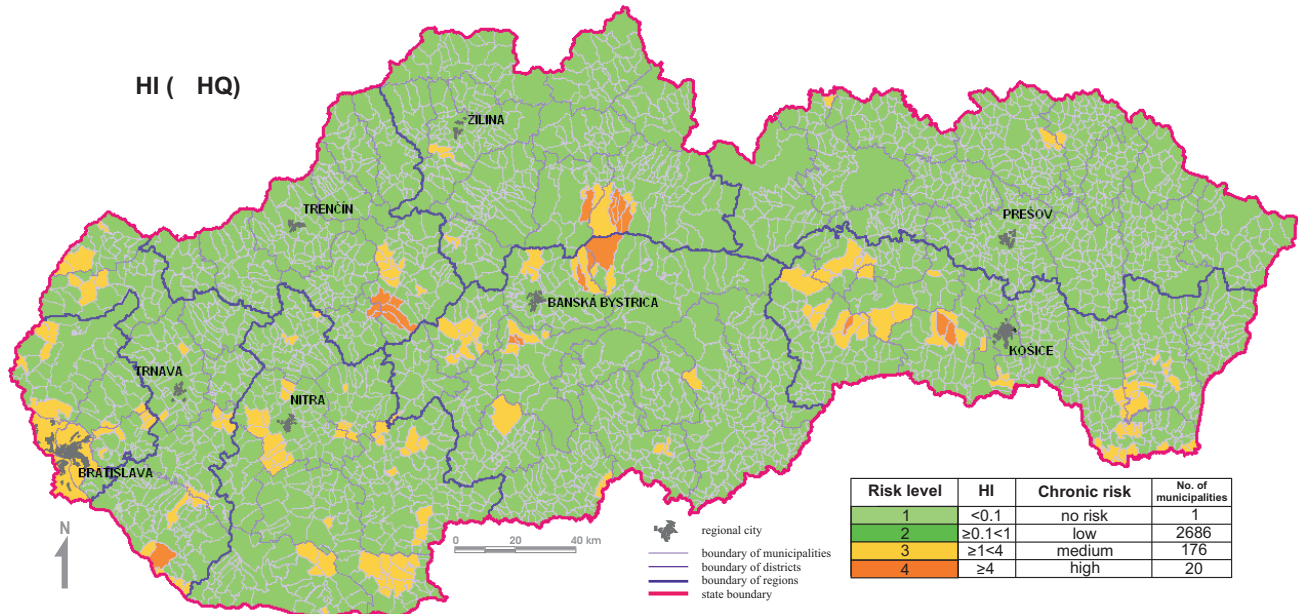 HI ( HQ)
ŽILINA
TRENČÍN
PREŠOV
BANSKÁ BYSTRICA
KOŠICE
TRNAVA
NITRA
BRATISLAVA
N
0 20 40 km
regional city
boundary of municipalities
boundary of districts
boundary of regions
state boundary
Risk level HI Chronic risk No. of municipalities
1 <0.1 no risk 1
2 ≥0.1<1 low 2686
3 ≥1<4 medium 176
4 ≥4 high 20